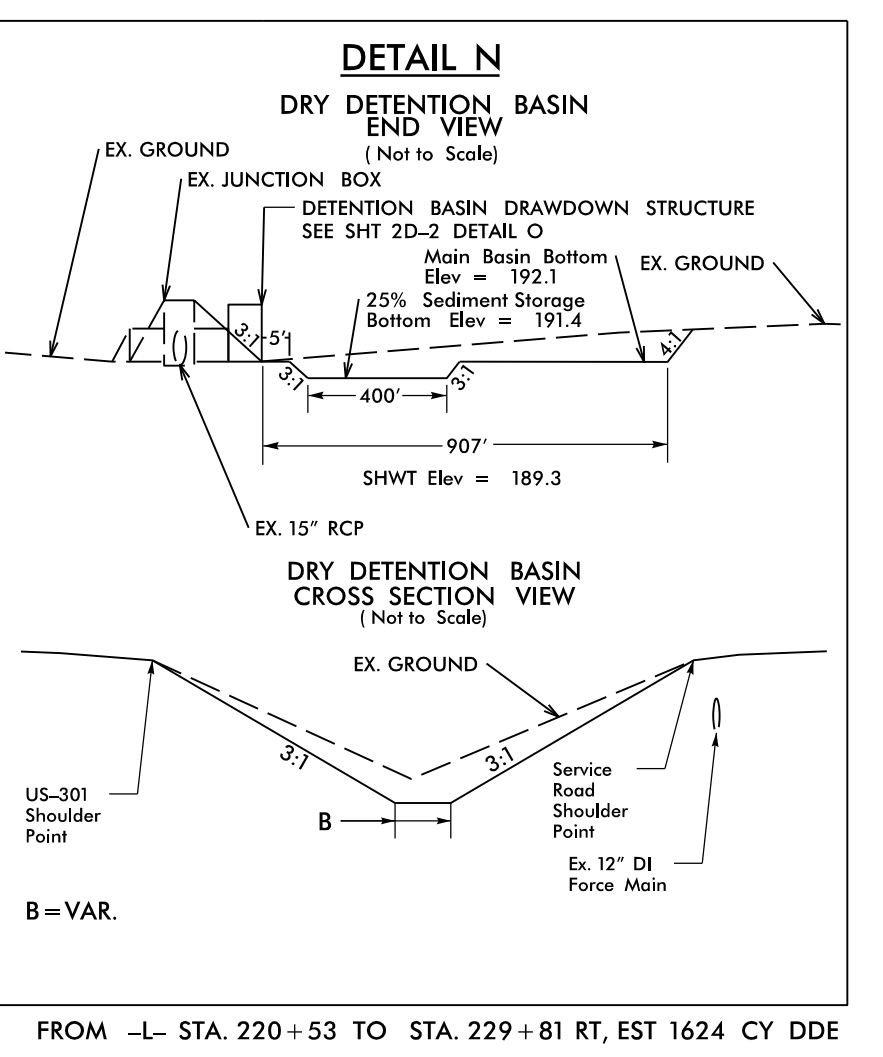 DETAIL N
DRY DETENTION BASIN
END VIEW
(Not to Scale)
EX. GROUND
EX. JUNCTION BOX
DETENTION BASIN DRAWDOWN STRUCTURE
SEE SHT 2D–2 DETAIL O
Main Basin Bottom
Elev = 192.1
EX. GROUND
25% Sediment Storage
Bottom Elev = 191.4
3:1
5'
4:1
3:1
400'
3:1
907'
SHWT Elev = 189.3
EX. 15" RCP
DRY DETENTION BASIN
CROSS SECTION VIEW
(Not to Scale)
EX. GROUND
3:1
3:1
US–301
Shoulder
Point
B
Service
Road
Shoulder
Point
Ex. 12" DI
Force Main
B=VAR.
FROM –L– STA. 220+53 TO STA. 229+81 RT, EST 1624 CY DDE